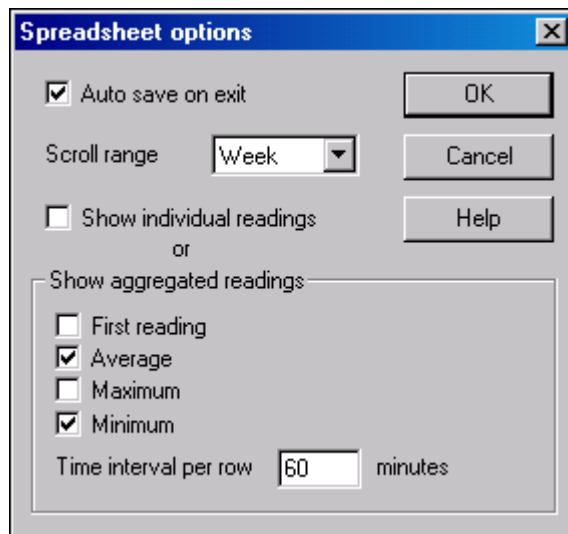 Spreadsheet options
Auto save on exit
OK
Scroll range
Week
Cancel
Show individual readings
Help
or
Show aggregated readings
First reading
Average
Maximum
Minimum
Time interval per row 60 minutes